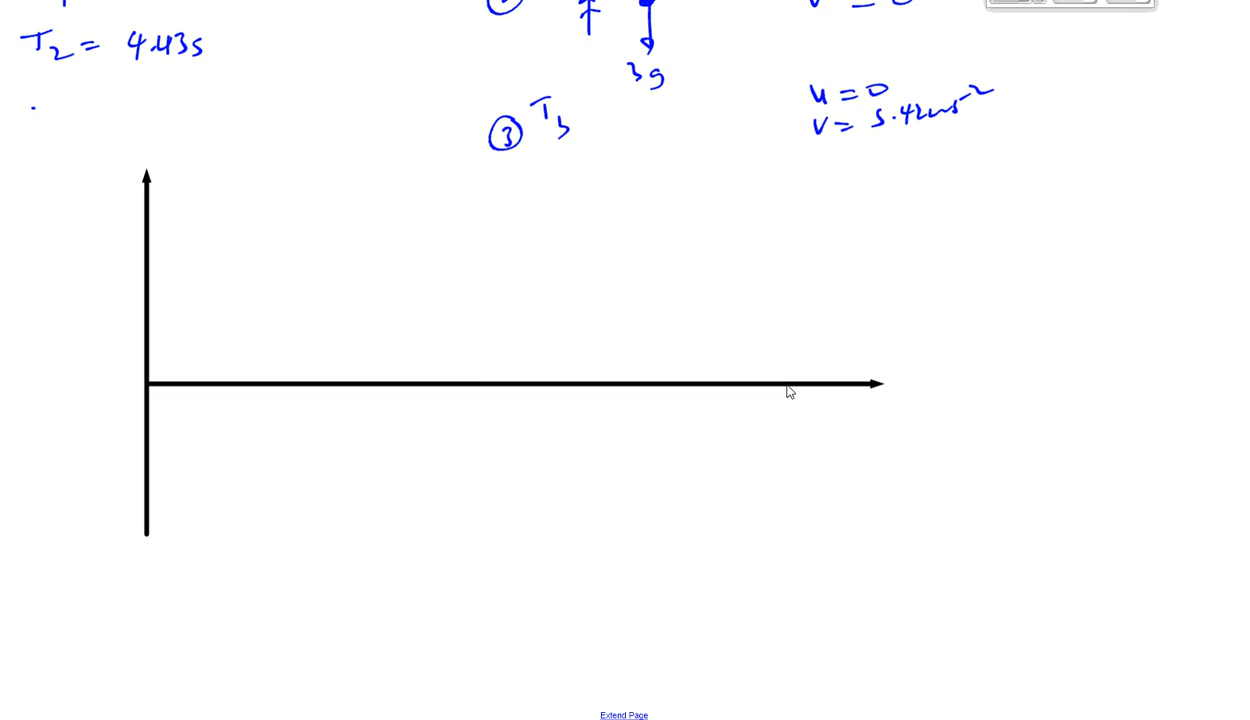 T₂ = 4.43s
3g
u = 0
③ T₃
v = 5.42ms⁻²
Extend Page